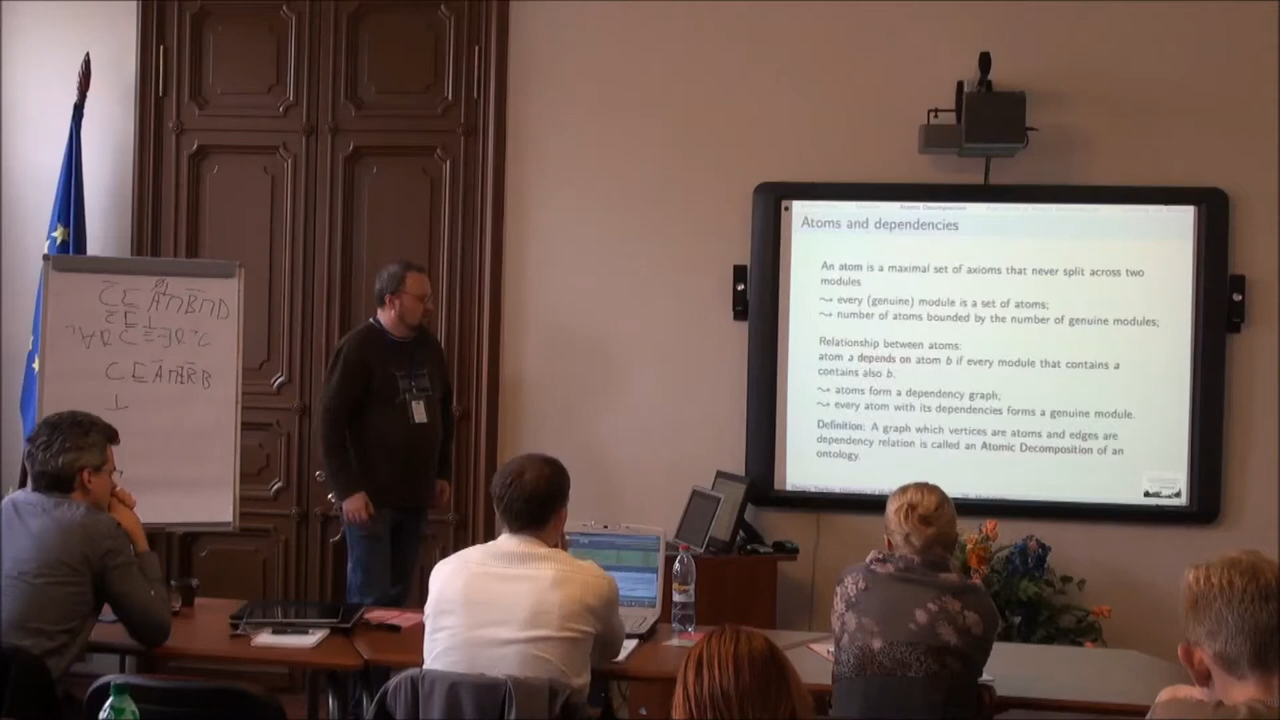 C̄ ⊑ Ā⊓B̄⊓D
⊥
C ⊑ Ā
⊥
Atomic Decomposition
Atoms and dependencies
An atom is a maximal set of axioms that never split across two
modules
⤳ every (genuine) module is a set of atoms;
⤳ number of atoms bounded by the number of genuine modules;
Relationship between atoms:
atom a depends on atom b if every module that contains a
contains also b.
⤳ atoms form a dependency graph;
⤳ every atom with its dependencies forms a genuine module.
Definition: A graph which vertices are atoms and edges are
dependency relation is called an Atomic Decomposition of an
ontology.